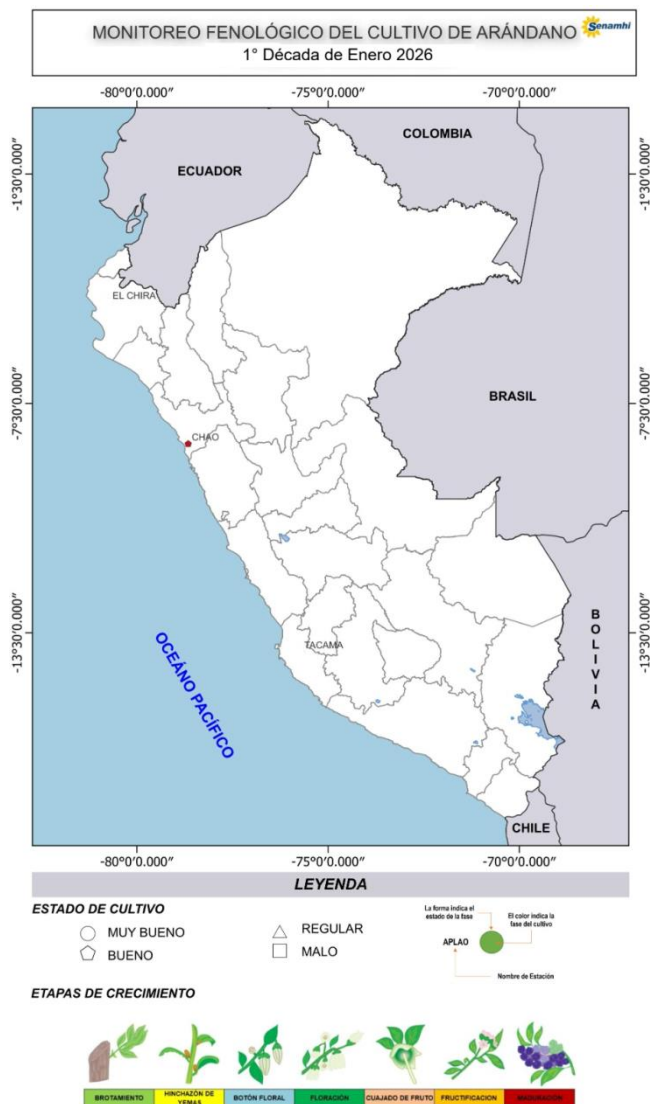 MONITOREO FENOLÓGICO DEL CULTIVO DE ARÁNDANO
Senamhi
1° Década de Enero 2026
-80°0'0.000" -75°0'0.000" -70°0'0.000"
COLOMBIA
ECUADOR
-1°30'0.000" -1°30'0.000"
EL CHIRA
BRASIL
-7°30'0.000" -7°30'0.000"
CHAO
BOLIVIA
-13°30'0.000" -13°30'0.000"
TACAMA
OCEÁNO PACÍFICO
CHILE
-80°0'0.000" -75°0'0.000" -70°0'0.000"
LEYENDA
ESTADO DE CULTIVO
MUY BUENO
BUENO
REGULAR
MALO
La forma indica el
estado de la fase
El color indica la
fase del cultivo
APLAO
Nombre de Estación
ETAPAS DE CRECIMIENTO
BROTAMIENTO
HINCHAZÓN DE
YEMAS
BOTÓN FLORAL
FLORACIÓN
CUAJADO DE FRUTO
FRUCTIFICACION
MADURACIÓN